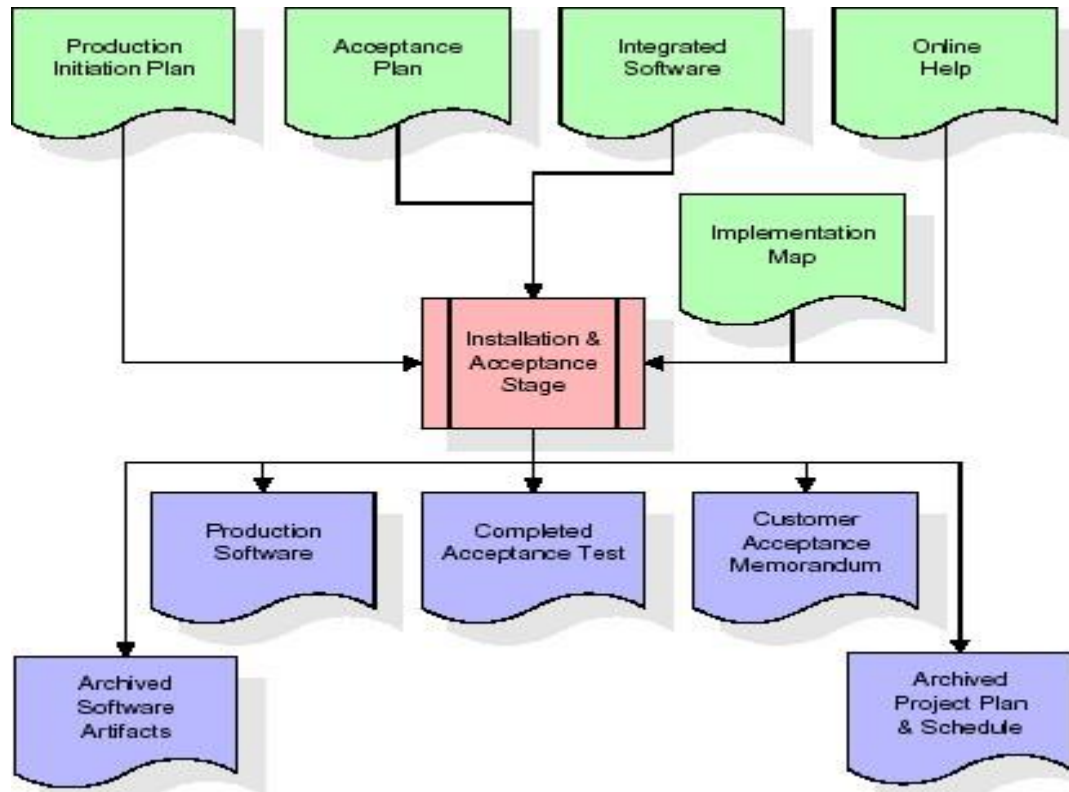 Production
Initiation Plan
Acceptance
Plan
Integrated
Software
Online
Help
Implementation
Map
Installation &
Acceptance
Stage
Production
Software
Completed
Acceptance Test
Customer
Acceptance
Memorandum
Archived
Software
Artifacts
Archived
Project Plan
& Schedule